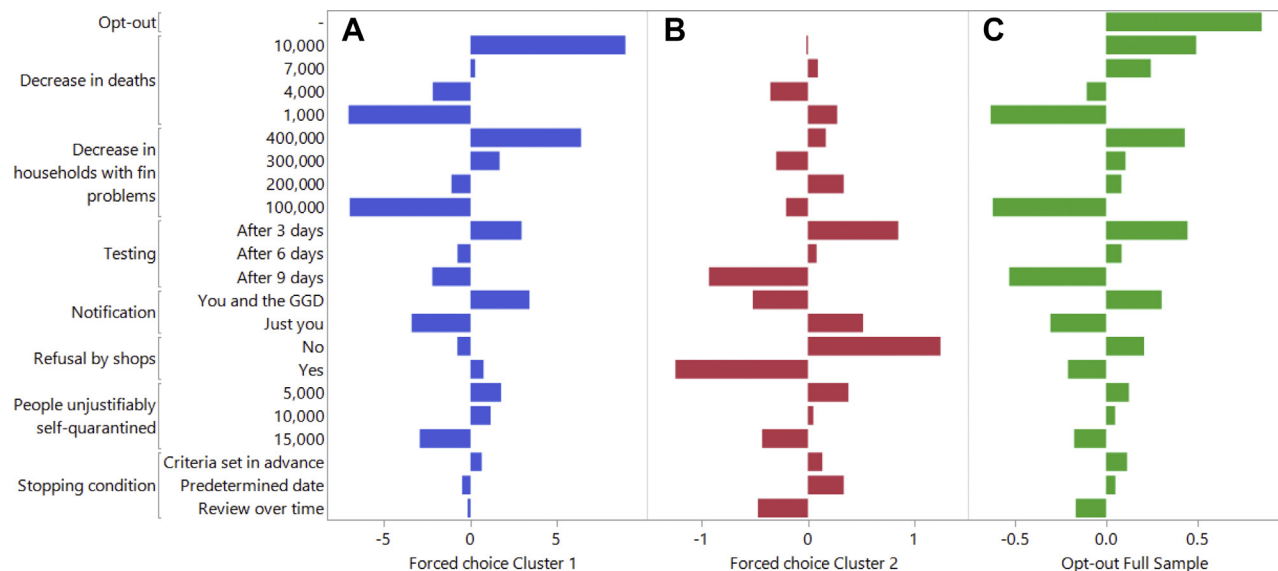 A
B
C
Opt-out
-
Decrease in deaths
10,000
7,000
4,000
1,000
Decrease in
households with fin
problems
400,000
300,000
200,000
100,000
Testing
After 3 days
After 6 days
After 9 days
Notification
You and the GGD
Just you
Refusal by shops
No
Yes
People unjustifiably
self-quarantined
5,000
10,000
15,000
Stopping condition
Criteria set in advance
Predetermined date
Review over time
-5 0 5
Forced choice Cluster 1
-1 0 1
Forced choice Cluster 2
-0.5 0.0 0.5
Opt-out Full Sample